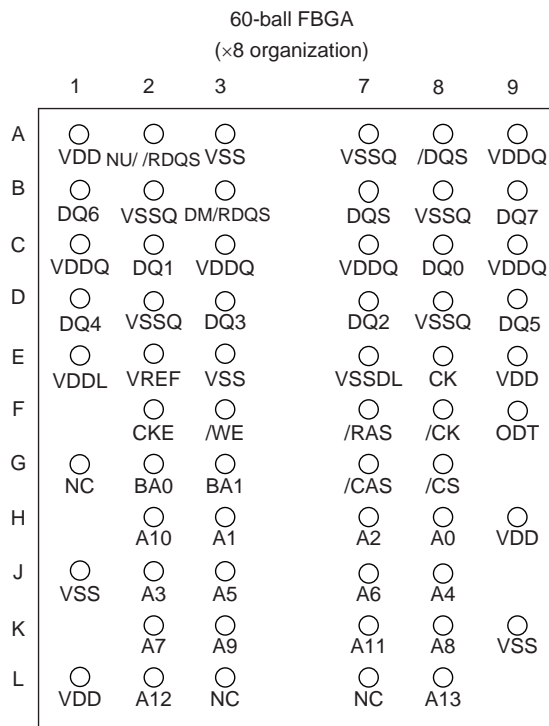 60-ball FBGA
(×8 organization)
1 2 3 7 8 9
A
VDD NU/ /RDQS VSS VSSQ /DQS VDDQ
B
DQ6 VSSQ DM/RDQS DQS VSSQ DQ7
C
VDDQ DQ1 VDDQ VDDQ DQ0 VDDQ
D
DQ4 VSSQ DQ3 DQ2 VSSQ DQ5
E
VDDL VREF VSS VSSDL CK VDD
F
CKE /WE /RAS /CK ODT
G
NC BA0 BA1 /CAS /CS
H
A10 A1 A2 A0 VDD
J
VSS A3 A5 A6 A4
K
A7 A9 A11 A8 VSS
L
VDD A12 NC NC A13